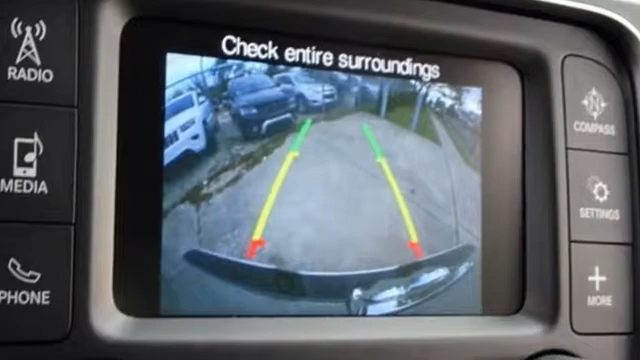 Check entire surroundings
RADIO
MEDIA
PHONE
N
COMPASS
SETTINGS
MORE